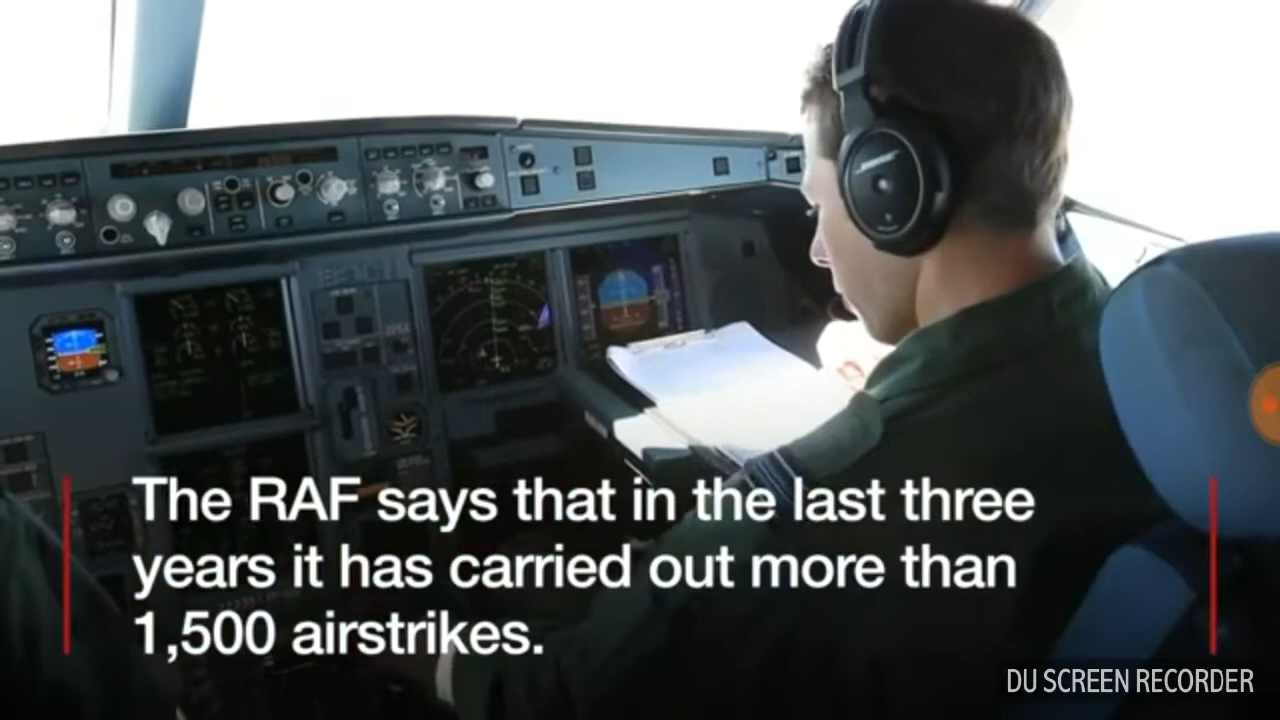 The RAF says that in the last three
years it has carried out more than
1,500 airstrikes.
DU SCREEN RECORDER